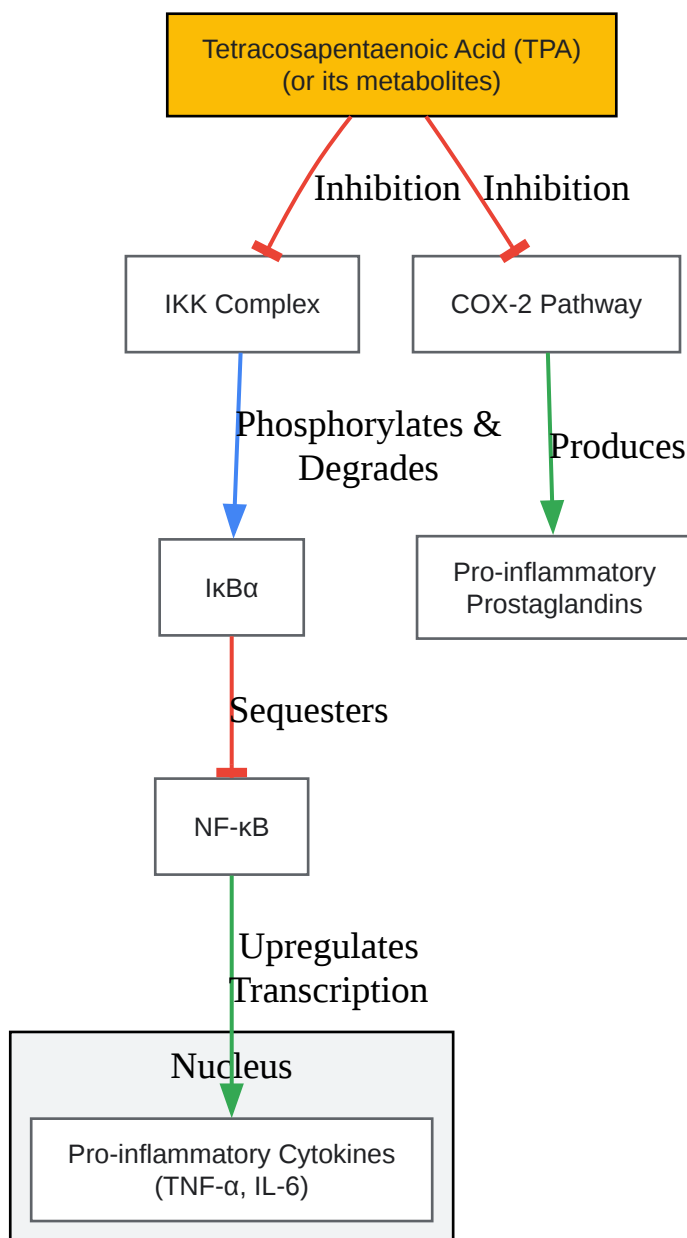 Tetracosapentaenoic Acid (TPA)
(or its metabolites)
Inhibition
Inhibition
IKK Complex
COX-2 Pathway
Phosphorylates &
Degrades
Produces
IκBα
Pro-inflammatory
Prostaglandins
Sequesters
NF-κB
Upregulates
Transcription
Nucleus
Pro-inflammatory Cytokines
(TNF-α, IL-6)